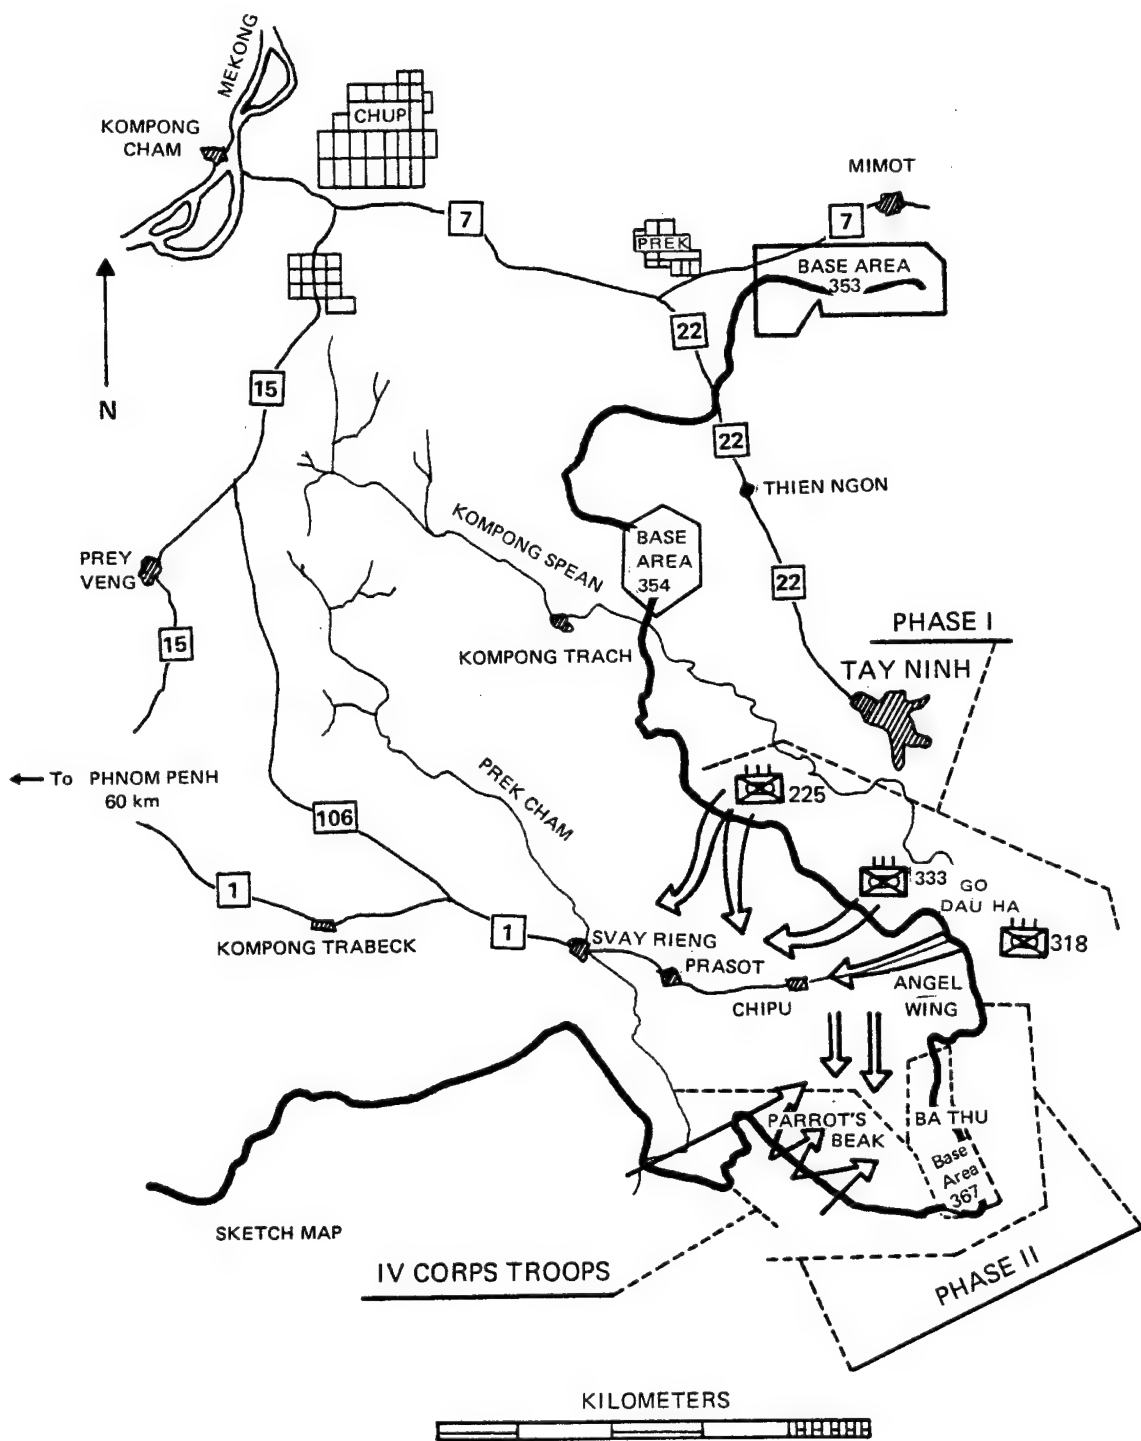 MEKONG
KOMPONG
CHAM
CHUP
MIMOT
7
7
PREK
BASE AREA
353
22
N
15
22
THIEN NGON
KOMPONG SPEAN
BASE
AREA
354
PREY
VENG
22
15
PHASE I
KOMPONG TRACH
TAY NINH
To PHNOM PENH
60 km
PREK CHAM
225
106
333
GO
DAU HA
1
318
KOMPONG TRABECK
1
SVAY RIENG
PRASOT
CHIPU
ANGEL
WING
PARROT'S
BEAK
BA THU
Base
Area
367
SKETCH MAP
IV CORPS TROOPS
PHASE II
KILOMETERS